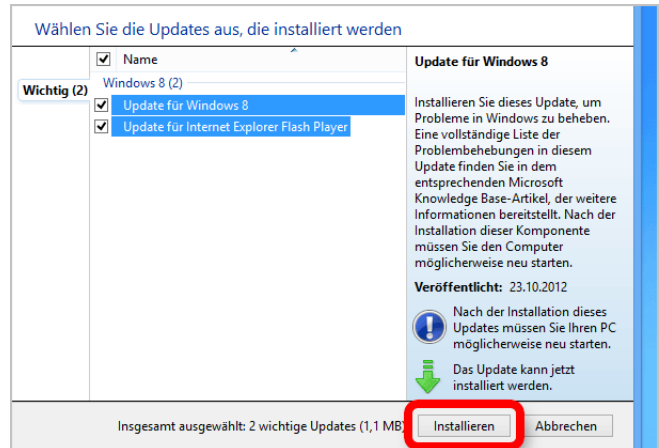 Wählen Sie die Updates aus, die installiert werden
Name
Wichtig (2)
Windows 8 (2)
Update für Windows 8
Update für Internet Explorer Flash Player
Update für Windows 8
Installieren Sie dieses Update, um
Probleme in Windows zu beheben.
Eine vollständige Liste der
Problembehebungen in diesem
Update finden Sie in dem
entsprechenden Microsoft
Knowledge Base-Artikel, der weitere
Informationen bereitstellt. Nach der
Installation dieser Komponente
müssen Sie den Computer
möglicherweise neu starten.
Veröffentlicht: 23.10.2012
Nach der Installation dieses
Updates müssen Sie Ihren PC
möglicherweise neu starten.
Das Update kann jetzt
installiert werden.
Insgesamt ausgewählt: 2 wichtige Updates (1,1 MB)
Installieren
Abbrechen